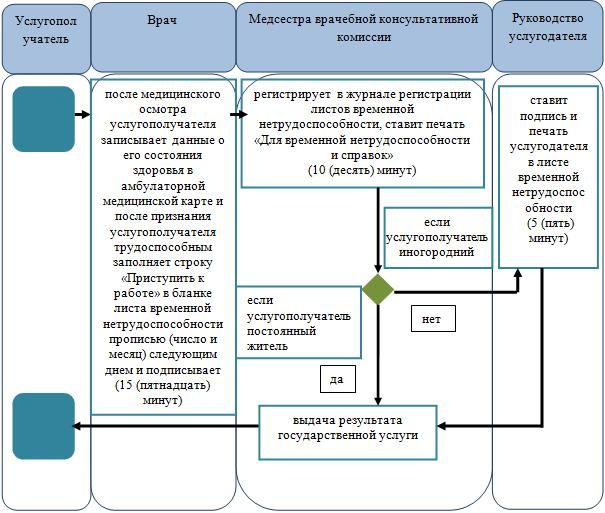 Услугопол
учатель
Врач
Медсестра врачебной консультативной
комиссии
Руководство
услугодателя
после медицинского
осмотра
услугополучателя
записывает данные о
его состояния
здоровья в
амбулаторной
медицинской карте и
после признания
услугополучателя
трудоспособным
заполняет строку
«Приступить к
работе» в бланке
листа временной
нетрудоспособности
прописью (число и
месяц) следующим
днем и подписывает
(15 (пятнадцать)
минут)
регистрирует в журнале регистрации
листов временной
нетрудоспособности, ставит печать
«Для временной нетрудоспособности
и справок»
(10 (десять) минут)
ставит
подпись и
печать
услугодателя
в листе
временной
нетрудоспос
обности
(5 (пять)
минут)
если
услугополучатель
иногородний
если
услугополучатель
постоянный
житель
нет
да
выдача результата
государственной услуги